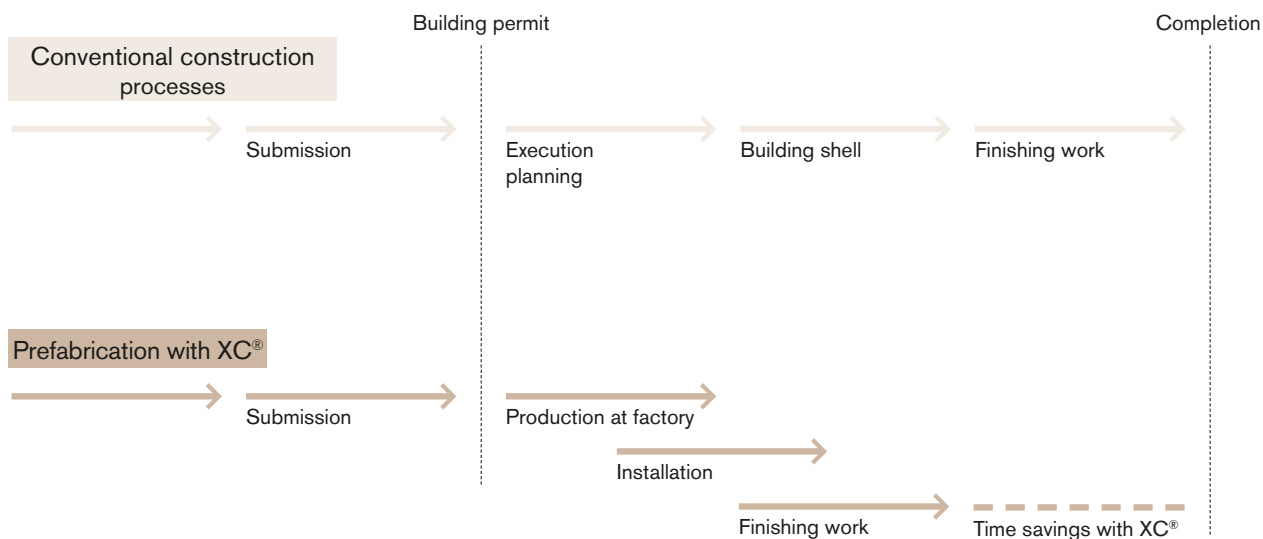 Building permit
Completion
Conventional construction
processes
Submission
Execution
planning
Building shell
Finishing work
Prefabrication with XC®
Submission
Production at factory
Installation
Finishing work
Time savings with XC®